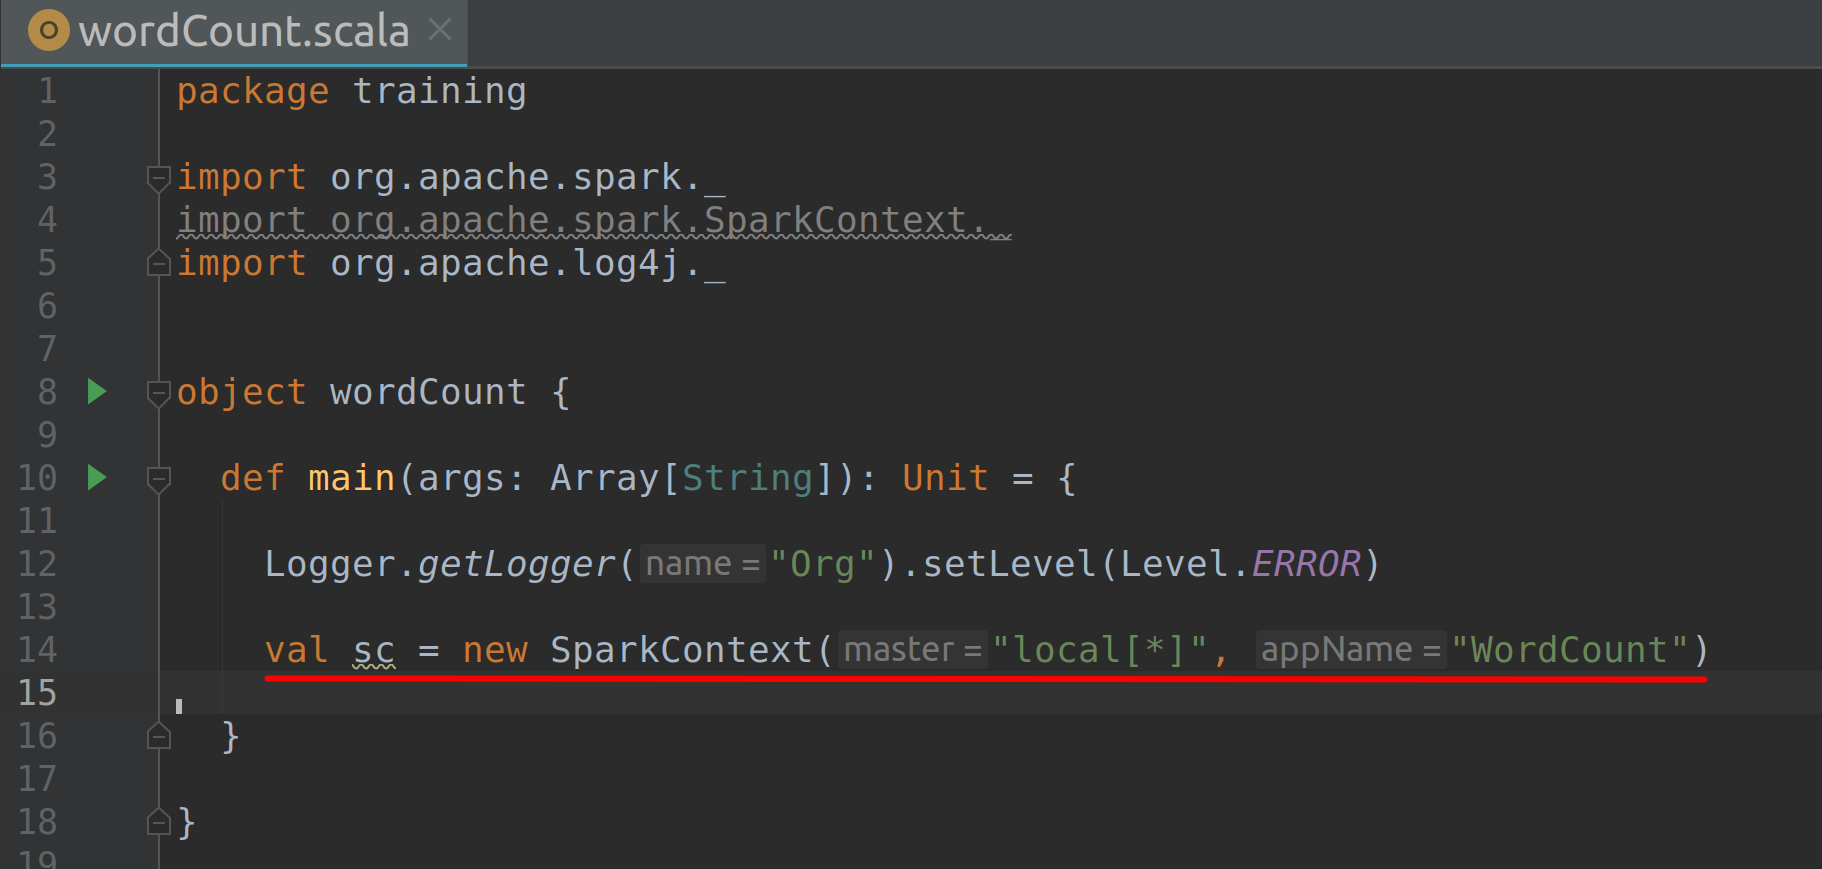 wordCount.scala
1 package training
2
3 import org.apache.spark._
4 import org.apache.spark.SparkContext._
5 import org.apache.log4j._
6
7
8 object wordCount {
9
10 def main(args: Array[String]): Unit = {
11
12 Logger.getLogger( name = "Org").setLevel(Level.ERROR)
13
14 val sc = new SparkContext( master = "local[*]", appName = "WordCount")
15
16 }
17
18 }
19